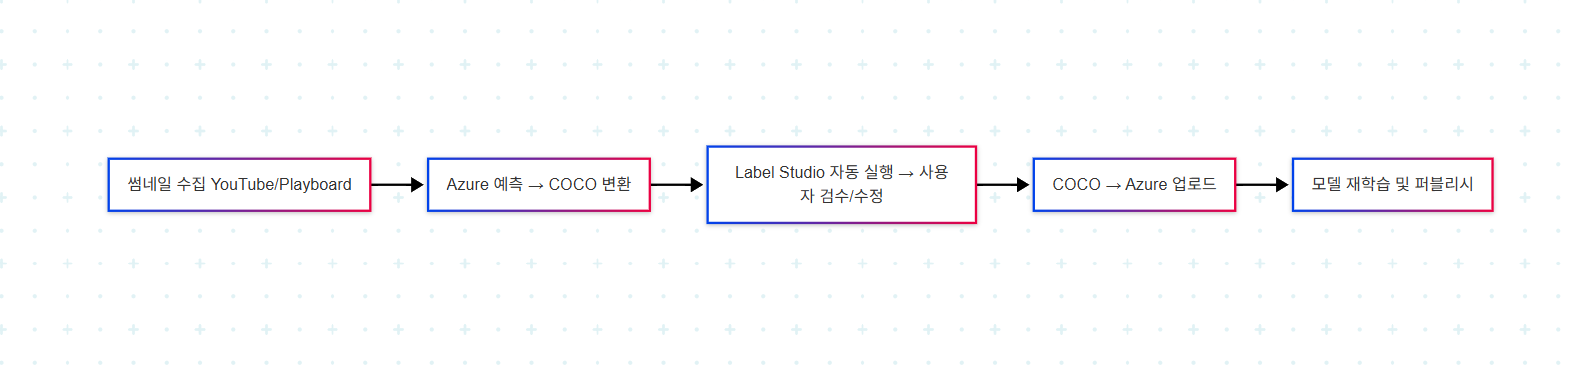 썸네일 수집 YouTube/Playboard
Azure 예측 → COCO 변환
Label Studio 자동 실행 → 사용
자 검수/수정
COCO → Azure 업로드
모델 재학습 및 퍼블리시